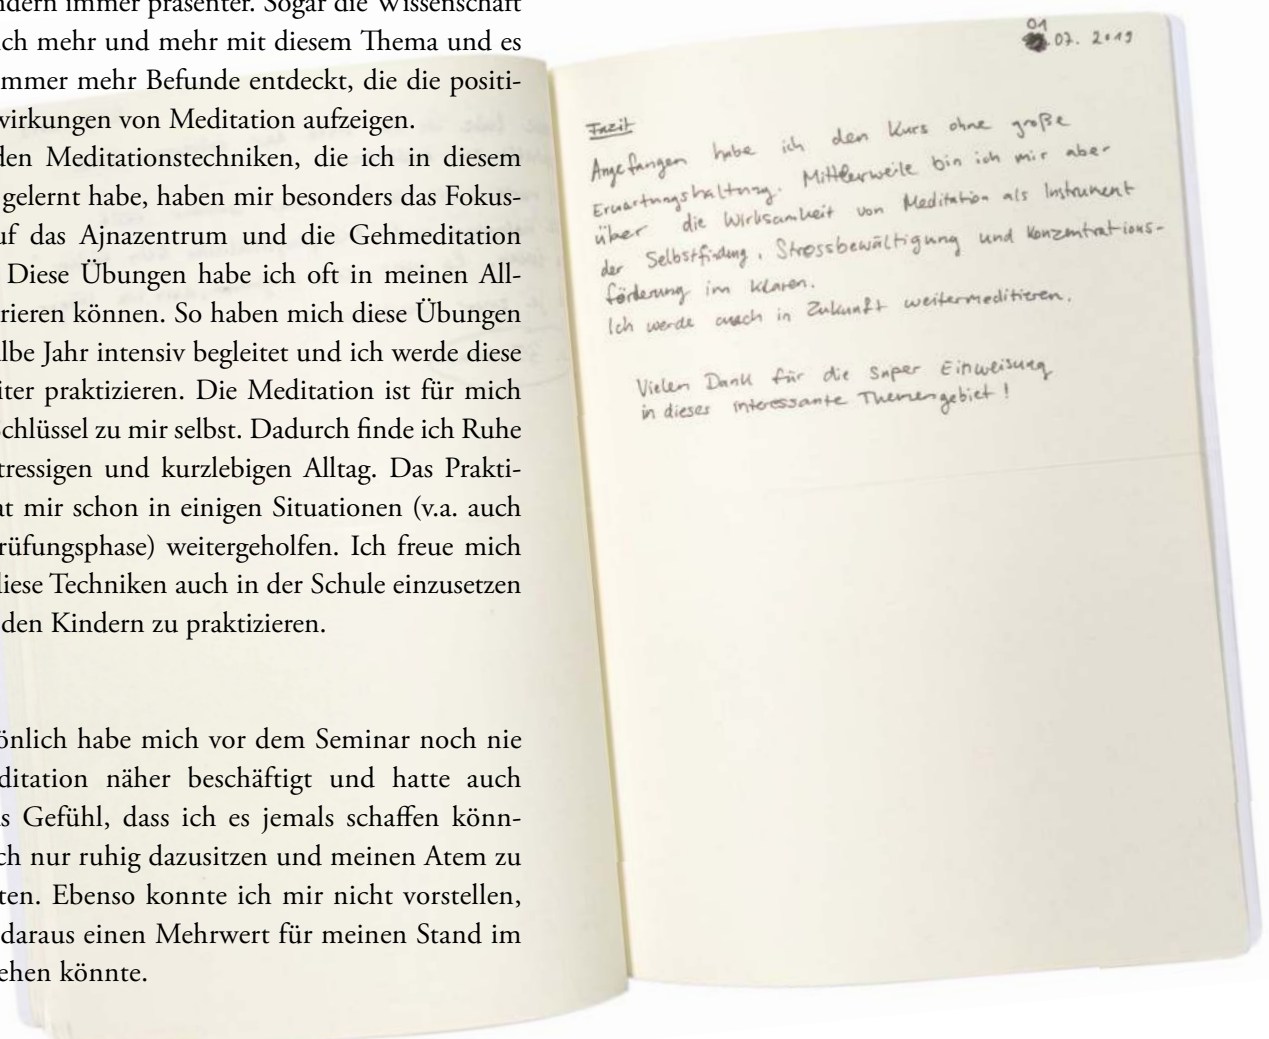 ndern immer präsenter. Sogar die Wissenschaft
ch mehr und mehr mit diesem Thema und es
mmer mehr Befunde entdeckt, die die positi-
wirkungen von Meditation aufzeigen.
den Meditationstechniken, die ich in diesem
gelernt habe, haben mir besonders das Fokus-
uf das Ajnazentrum und die Gehmeditation
Diese Übungen habe ich oft in meinen All-
rieren können. So haben mich diese Übungen
albe Jahr intensiv begleitet und ich werde diese
iter praktizieren. Die Meditation ist für mich
Schlüssel zu mir selbst. Dadurch finde ich Ruhe
tressigen und kurzlebigen Alltag. Das Prakti-
at mir schon in einigen Situationen (v.a. auch
rüfungsphase) weitergeholfen. Ich freue mich
diese Techniken auch in der Schule einzusetzen
den Kindern zu praktizieren.
önlich habe mich vor dem Seminar noch nie
ditation näher beschäftigt und hatte auch
s Gefühl, dass ich es jemals schaffen könn-
ch nur ruhig dazusitzen und meinen Atem zu
ten. Ebenso konnte ich mir nicht vorstellen,
daraus einen Mehrwert für meinen Stand im
ehen könnte.
01
07. 2019
Fazit
Angefangen habe ich den Kurs ohne große
Erwartungshaltung. Mittlerweile bin ich mir aber
über die Wirksamkeit von Meditation als Instrument
der Selbstfindung, Stressbewältigung und Konzentrations-
förderung im Klaren.
Ich werde auch in Zukunft weitermeditieren.
Vielen Dank für die super Einweisung
in dieses interessante Themengebiet!